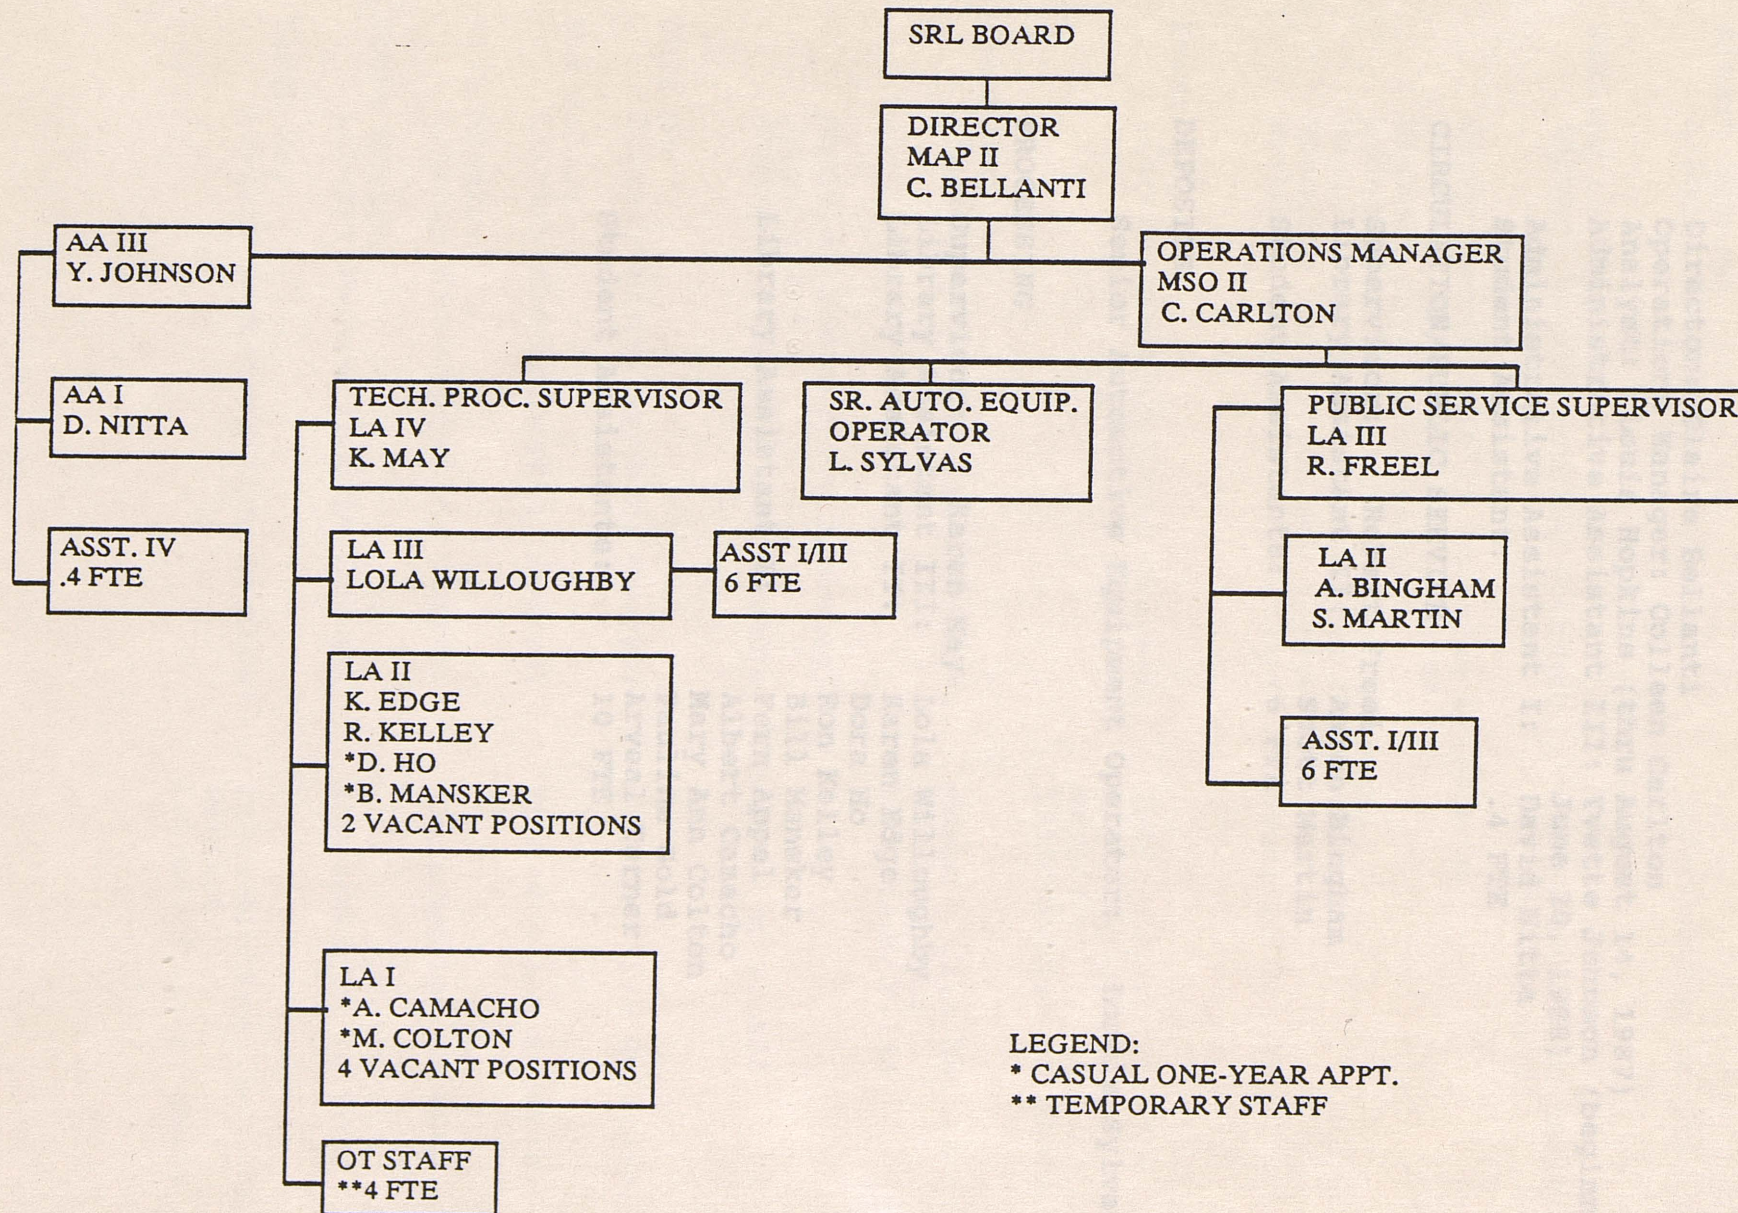 SRL BOARD
DIRECTOR
MAP II
C. BELLANTI
AA III
Y. JOHNSON
OPERATIONS MANAGER
MSO II
C. CARLTON
AA I
D. NITTA
ASST. IV
.4 FTE
TECH. PROC. SUPERVISOR
LA IV
K. MAY
SR. AUTO. EQUIP.
OPERATOR
L. SYLVAS
PUBLIC SERVICE SUPERVISOR
LA III
R. FREEL
LA III
LOLA WILLOUGHBY
ASST I/III
6 FTE
LA II
A. BINGHAM
S. MARTIN
LA II
K. EDGE
R. KELLEY
*D. HO
*B. MANSKER
2 VACANT POSITIONS
ASST. I/III
6 FTE
LA I
*A. CAMACHO
*M. COLTON
4 VACANT POSITIONS
OT STAFF
**4 FTE
LEGEND:
* CASUAL ONE-YEAR APPT.
** TEMPORARY STAFF